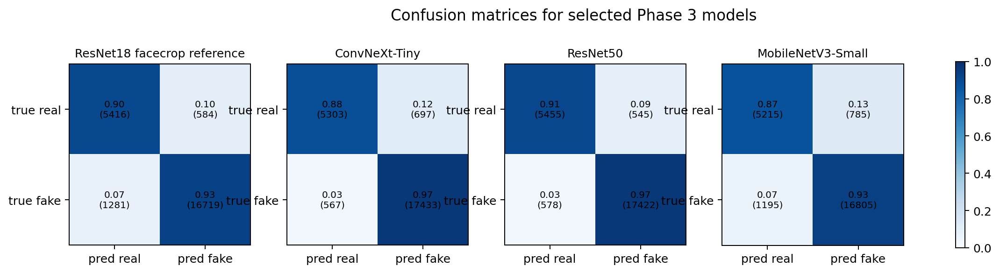 Confusion matrices for selected Phase 3 models
ResNet18 facecrop reference
true real
0.90
(5416)
0.10
(584)
true fake
0.07
(1281)
0.93
(16719)
pred real
pred fake
ConvNeXt-Tiny
true real
0.88
(5303)
0.12
(697)
true fake
0.03
(567)
0.97
(17433)
pred real
pred fake
ResNet50
true real
0.91
(5455)
0.09
(545)
true fake
0.03
(578)
0.97
(17422)
pred real
pred fake
MobileNetV3-Small
true real
0.87
(5215)
0.13
(785)
true fake
0.07
(1195)
0.93
(16805)
pred real
pred fake
1.0
0.8
0.6
0.4
0.2
0.0